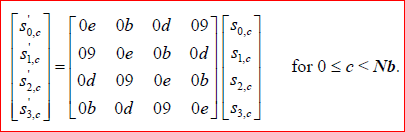 s'0,c 0e 0b 0d 09 s0,c
s'1,c = 09 0e 0b 0d s1,c for 0 ≤ c < Nb.
s'2,c 0d 09 0e 0b s2,c
s'3,c 0b 0d 09 0e s3,c